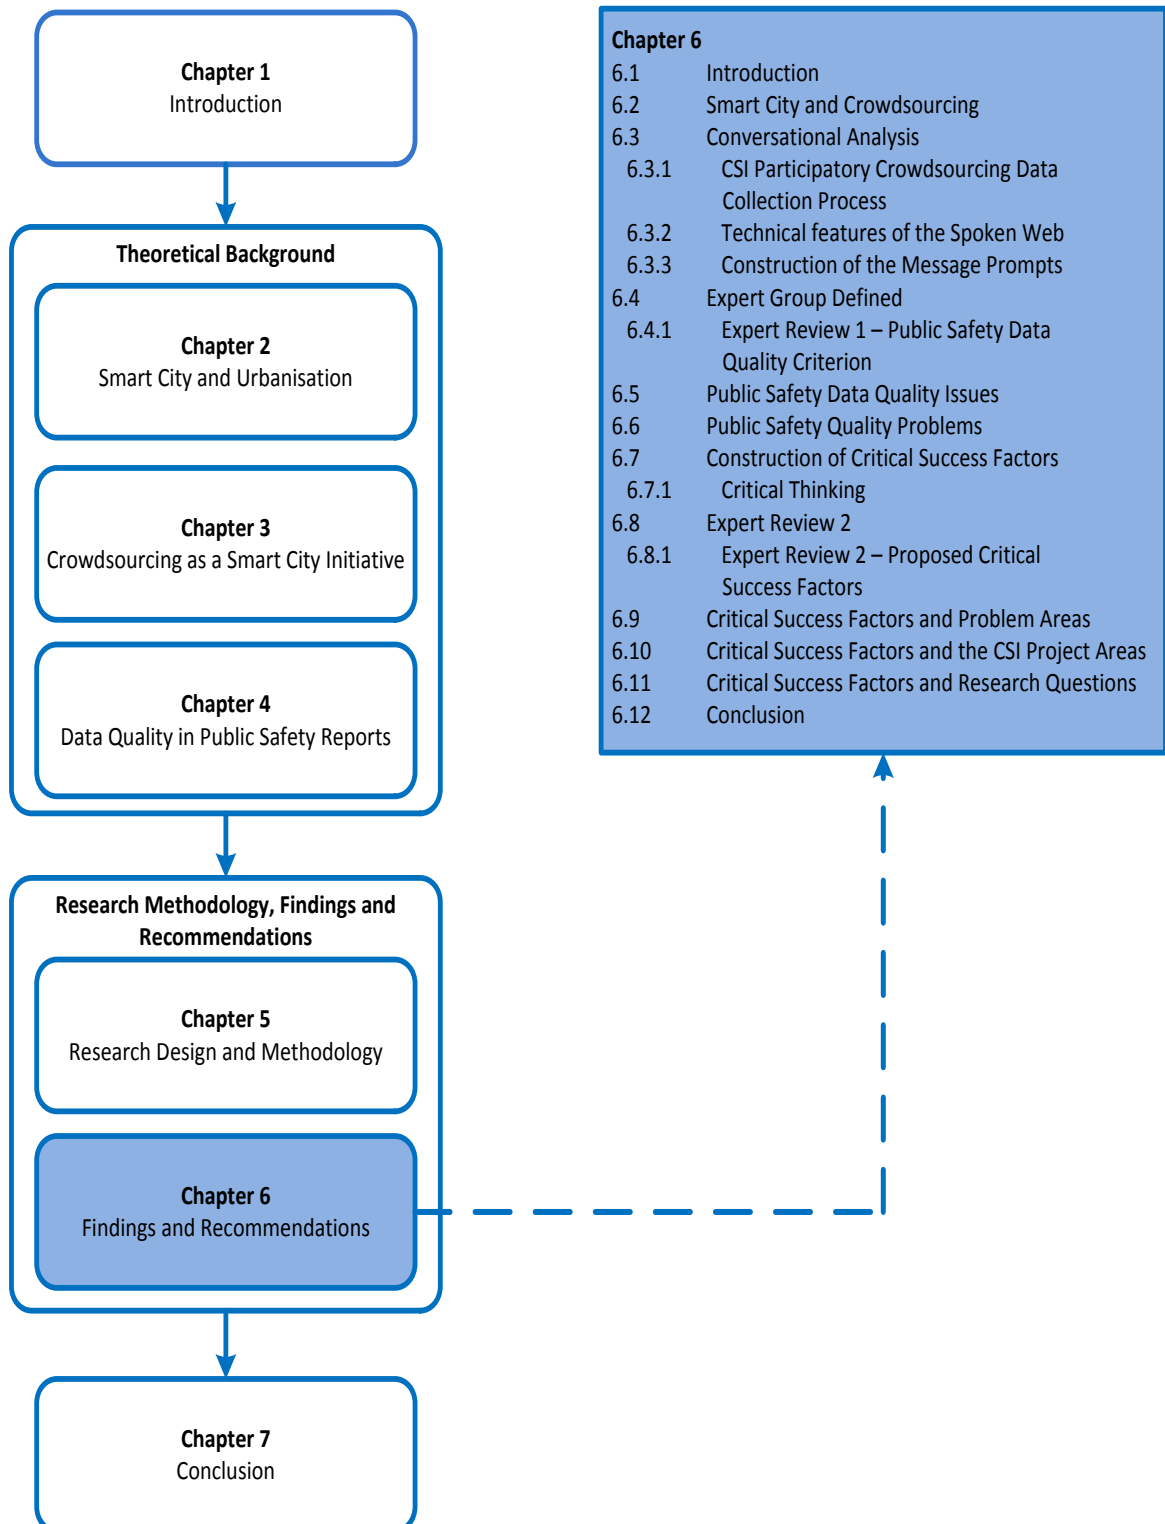 Chapter 1
Introduction
Theoretical Background
Chapter 2
Smart City and Urbanisation
Chapter 3
Crowdsourcing as a Smart City Initiative
Chapter 4
Data Quality in Public Safety Reports
Research Methodology, Findings and
Recommendations
Chapter 5
Research Design and Methodology
Chapter 6
Findings and Recommendations
Chapter 7
Conclusion
Chapter 6
6.1 Introduction
6.2 Smart City and Crowdsourcing
6.3 Conversational Analysis
6.3.1 CSI Participatory Crowdsourcing Data
Collection Process
6.3.2 Technical features of the Spoken Web
6.3.3 Construction of the Message Prompts
6.4 Expert Group Defined
6.4.1 Expert Review 1 – Public Safety Data
Quality Criterion
6.5 Public Safety Data Quality Issues
6.6 Public Safety Quality Problems
6.7 Construction of Critical Success Factors
6.7.1 Critical Thinking
6.8 Expert Review 2
6.8.1 Expert Review 2 – Proposed Critical
Success Factors
6.9 Critical Success Factors and Problem Areas
6.10 Critical Success Factors and the CSI Project Areas
6.11 Critical Success Factors and Research Questions
6.12 Conclusion